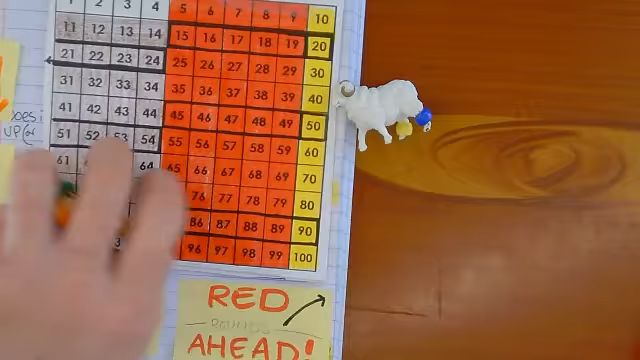 1 2 3 4 5 6 7 8 9 10
11 12 13 14 15 16 17 18 19 20
21 22 23 24 25 26 27 28 29 30
31 32 33 34 35 36 37 38 39 40
41 42 43 44 45 46 47 48 49 50
51 52 53 54 55 56 57 58 59 60
61 64 65 66 67 68 69 70
76 77 78 79 80
86 87 88 89 90
96 97 98 99 100
RED
ROUNDS
AHEAD!